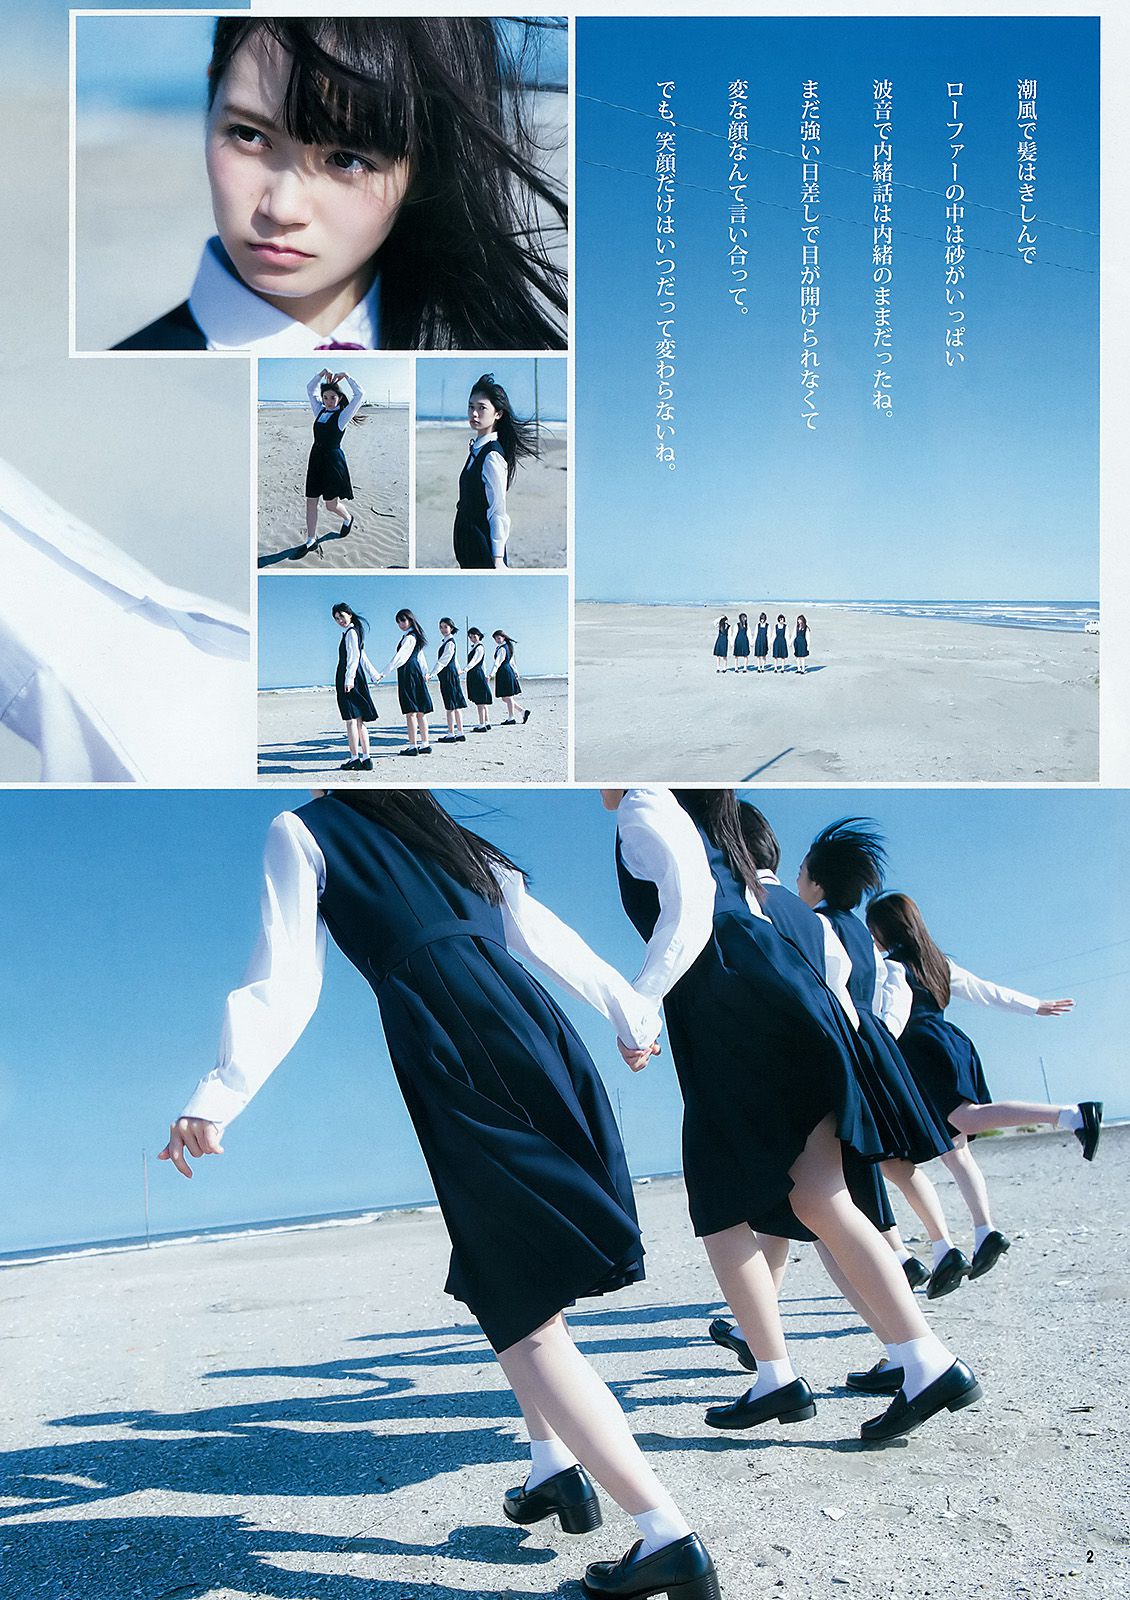 潮風で髪はきしんで
ローファーの中は砂がいっぱい
波音で内緒話は内緒のままだったね。
まだ強い日差しで目が開けられなくて
変な顔なんて言い合って。
でも、笑顔だけはいつだって変わらないね。
2